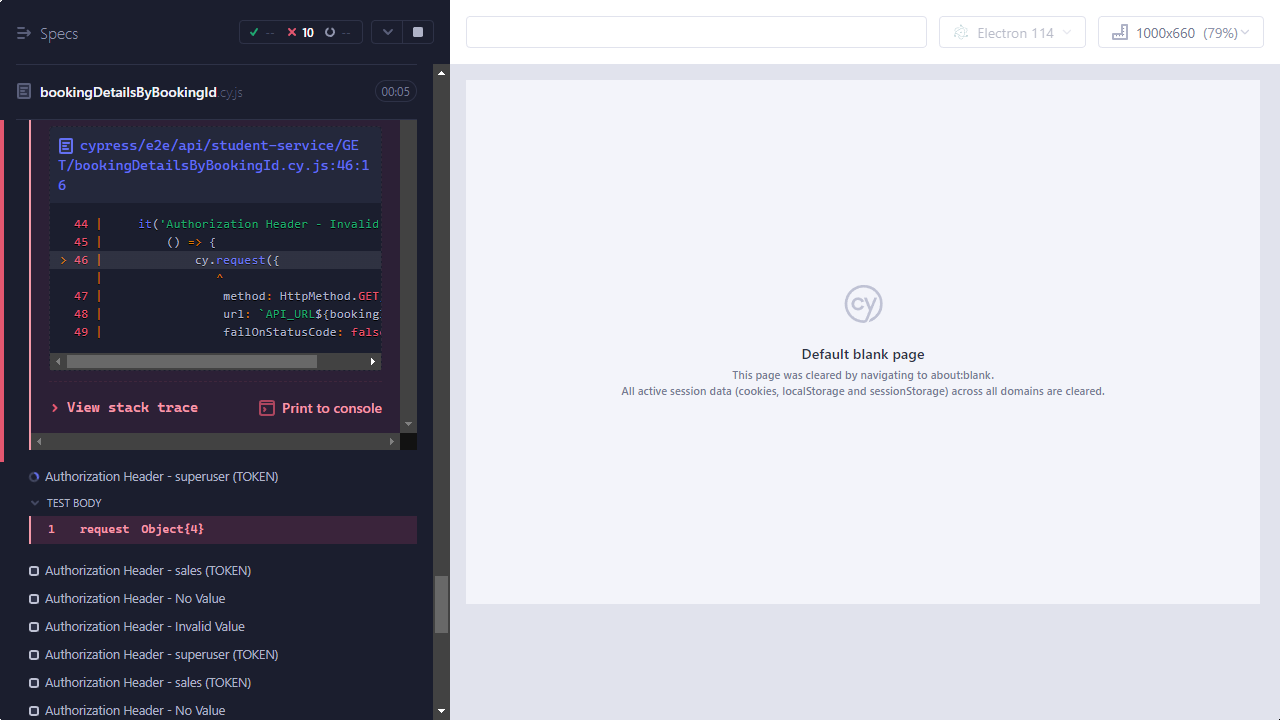 Specs
--
10
--
Electron 114
1000x660 (79%)
bookingDetailsByBookingId.cy.js
00:05
cypress/e2e/api/student-service/GE
T/bookingDetailsByBookingId.cy.js:46:1
6
44 | it('Authorization Header - Invalid
45 | () => {
> 46 | cy.request({
| ^
47 | method: HttpMethod.GET
48 | url: `API_URL${booking
49 | failOnStatusCode: false
> View stack trace
Print to console
Authorization Header - superuser (TOKEN)
TEST BODY
1 request Object{4}
Authorization Header - sales (TOKEN)
Authorization Header - No Value
Authorization Header - Invalid Value
Authorization Header - superuser (TOKEN)
Authorization Header - sales (TOKEN)
Authorization Header - No Value
cy
Default blank page
This page was cleared by navigating to about:blank.
All active session data (cookies, localStorage and sessionStorage) across all domains are cleared.